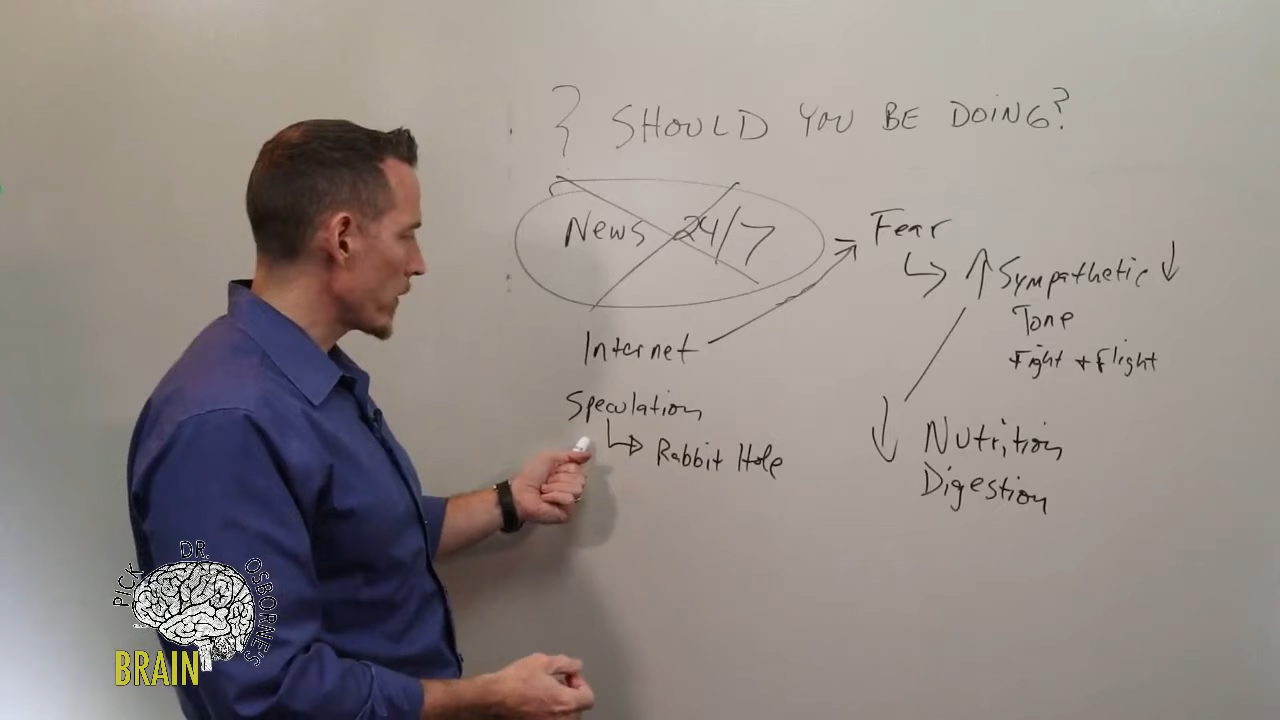 ? SHOULD YOU BE DOING?
News 24/7
= Fear
↑ Sympathetic ↓
Tone
Fight + Flight
Internet
Speculation
↳ Rabbit Hole
↓ Nutrition
Digestion
PICK DR. OSBORNE'S
BRAIN